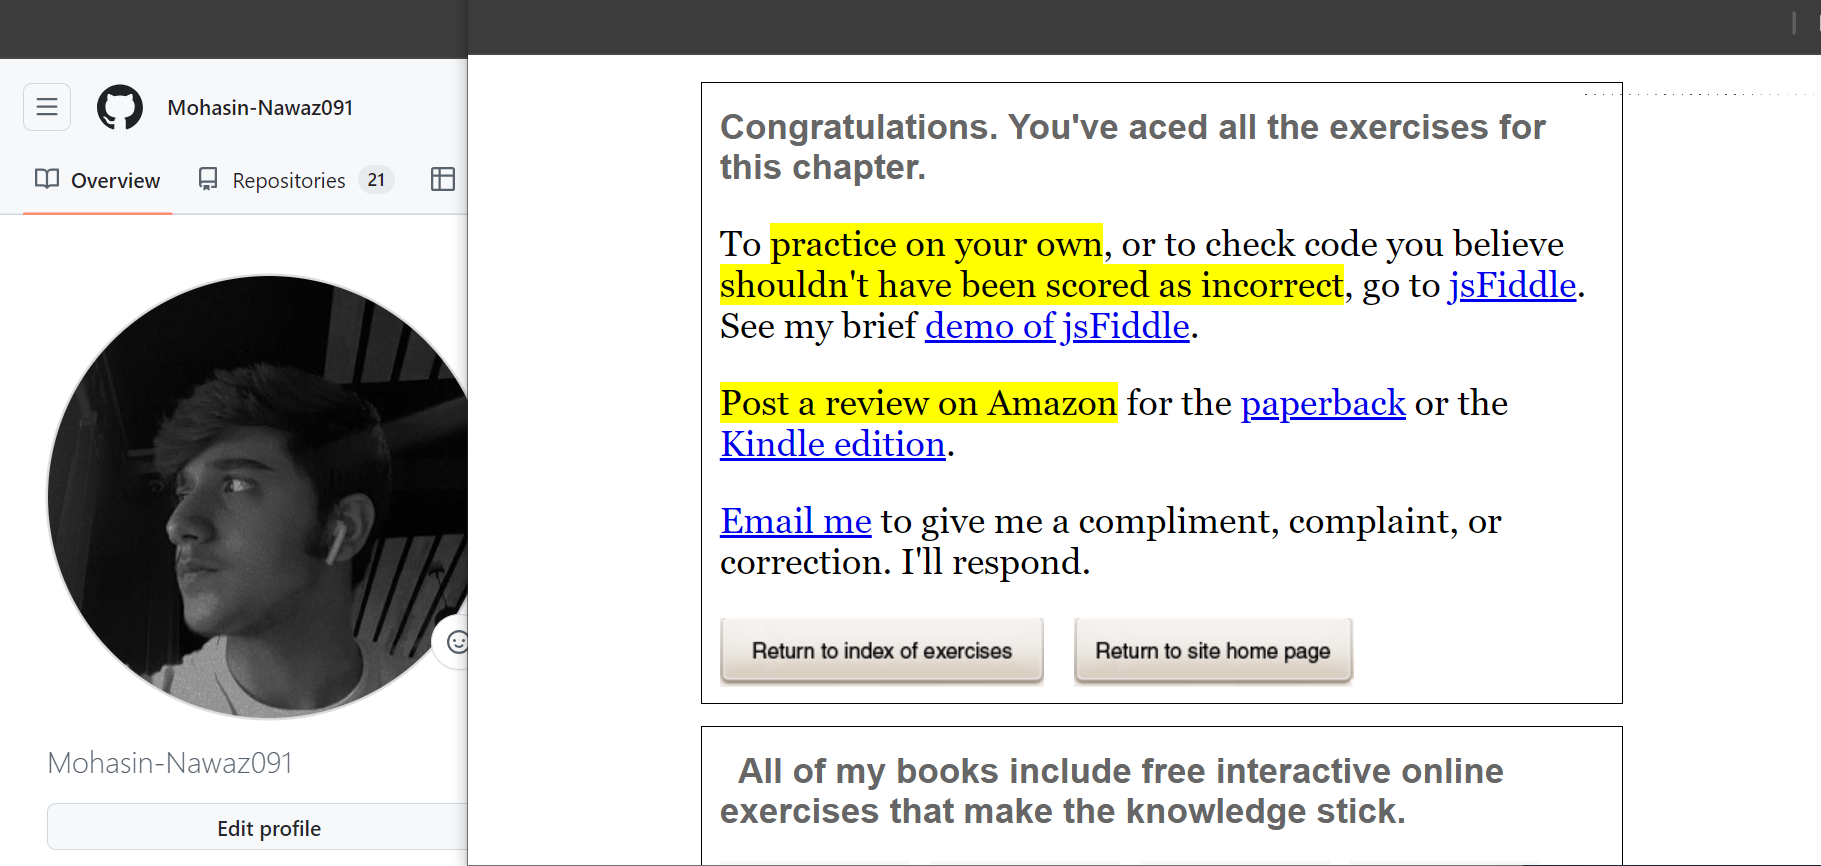 Mohasin-Nawaz091
Overview
Repositories 21
Mohasin-Nawaz091
Edit profile
Congratulations. You've aced all the exercises for
this chapter.
To practice on your own, or to check code you believe
shouldn't have been scored as incorrect, go to jsFiddle.
See my brief demo of jsFiddle.
Post a review on Amazon for the paperback or the
Kindle edition.
Email me to give me a compliment, complaint, or
correction. I'll respond.
Return to index of exercises
Return to site home page
All of my books include free interactive online
exercises that make the knowledge stick.